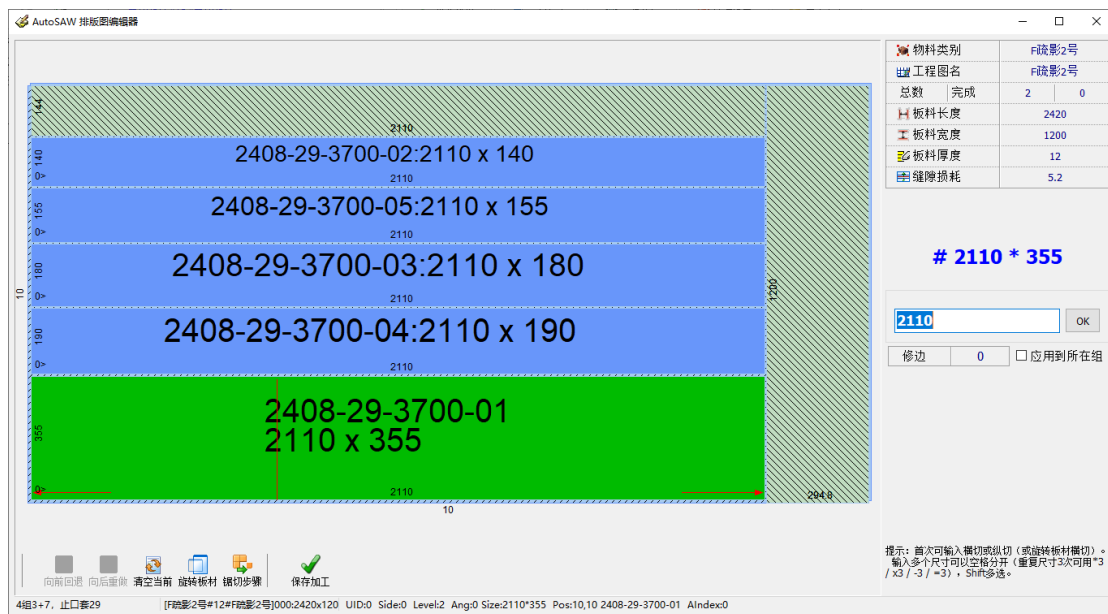 AutoSAW 排版图编辑器
144
2110
140
2408-29-3700-02:2110 x 140
0>
2110
155
2408-29-3700-05:2110 x 155
0>
2110
180
2408-29-3700-03:2110 x 180
0>
2110
190
2408-29-3700-04:2110 x 190
0>
2110
355
2408-29-3700-01
2110 x 355
0>
2110
10
10
1200
294.8
物料类别 F疏影2号
工程图名 F疏影2号
总数 完成 2 0
板料长度 2420
板料宽度 1200
板料厚度 12
缝隙损耗 5.2
# 2110 * 355
2110 OK
修边 0 应用到所在组
提示：首次可输入横切或纵切（或旋转板材横切）。
输入多个尺寸可以空格分开（重复尺寸3次可用*3
/ x3 / -3 / =3），Shift多选。
向前回退 向后重做 清空当前 旋转板材 锯切步骤 保存加工
4组3+7，止口套29 [F疏影2号#12#F疏影2号]000:2420x120 UID:0 Side:0 Level:2 Ang:0 Size:2110*355 Pos:10,10 2408-29-3700-01 AIndex:0